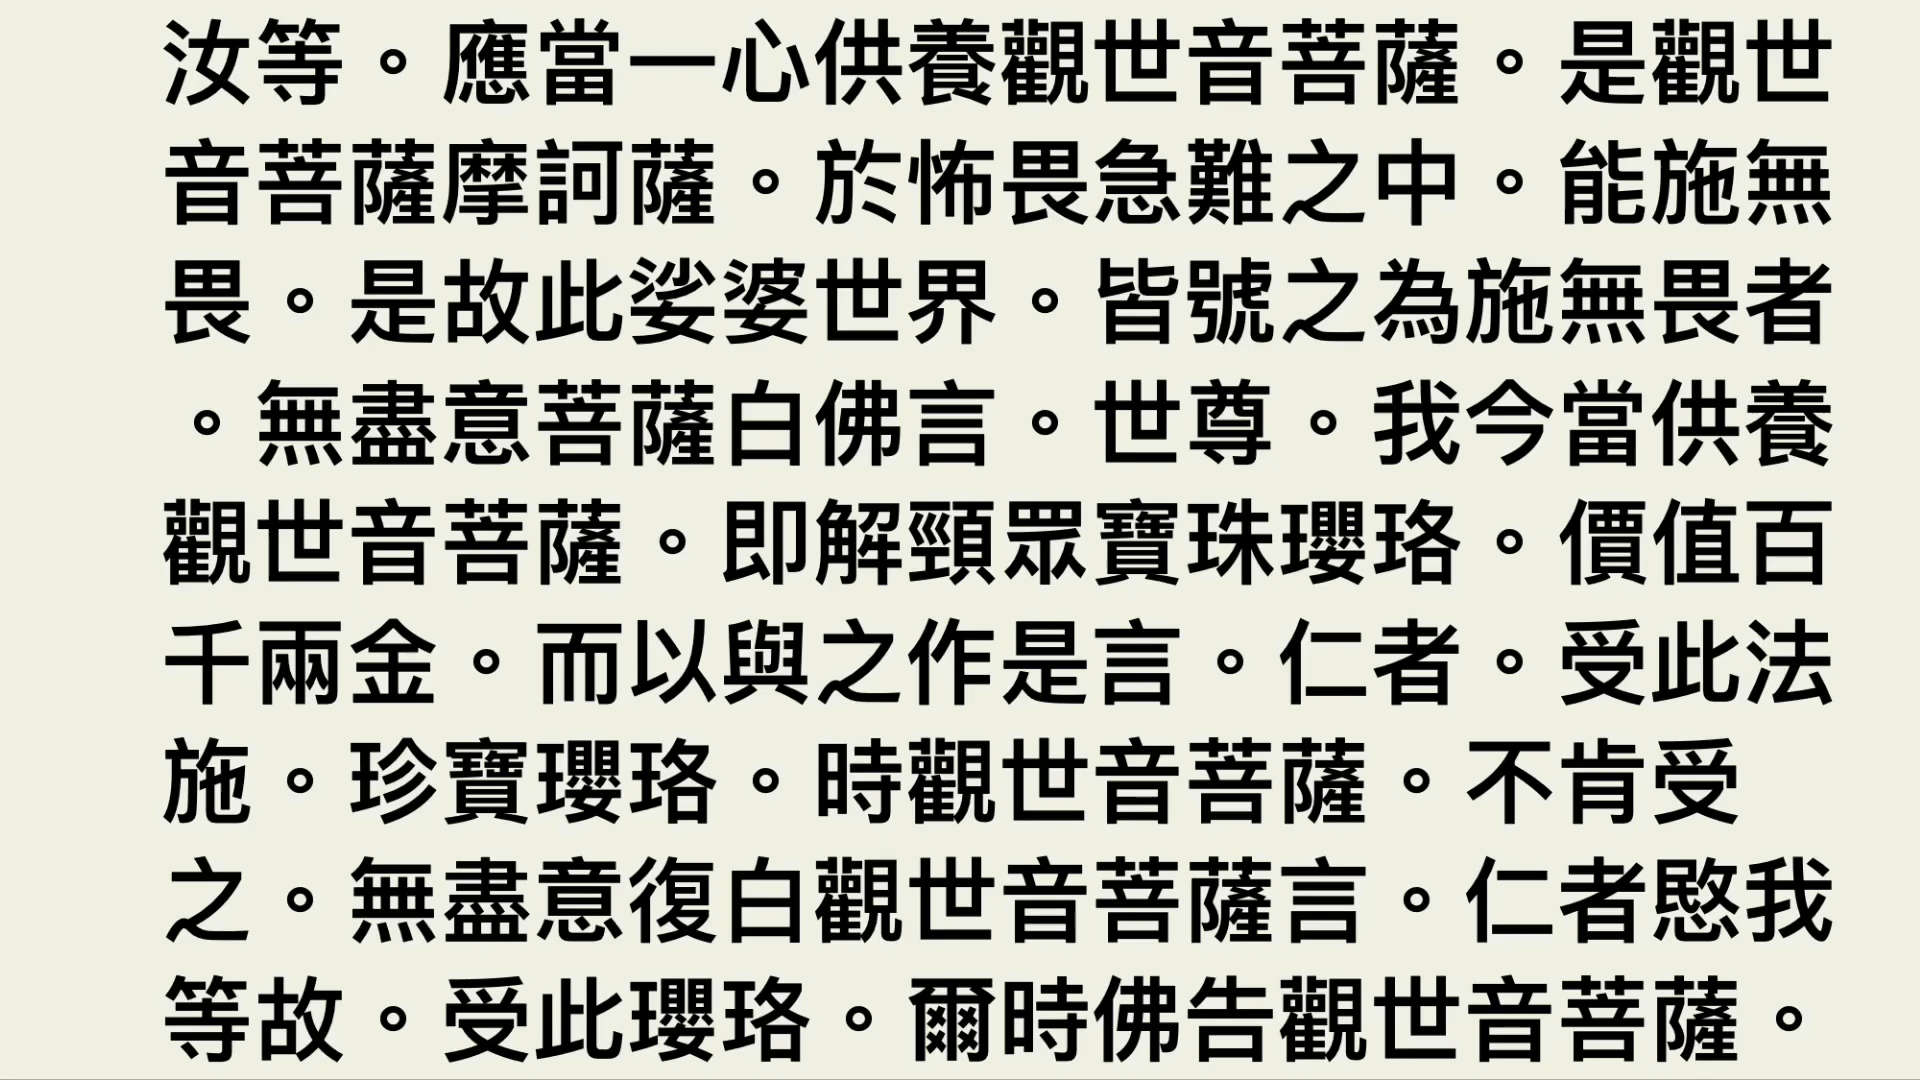 汝等。應當一心供養觀世音菩薩。是觀世
音菩薩摩訶薩。於怖畏急難之中。能施無
畏。是故此娑婆世界。皆號之為施無畏者
。無盡意菩薩白佛言。世尊。我今當供養
觀世音菩薩。即解頸眾寶珠瓔珞。價值百
千兩金。而以與之作是言。仁者。受此法
施。珍寶瓔珞。時觀世音菩薩。不肯受
之。無盡意復白觀世音菩薩言。仁者愍我
等故。受此瓔珞。爾時佛告觀世音菩薩。